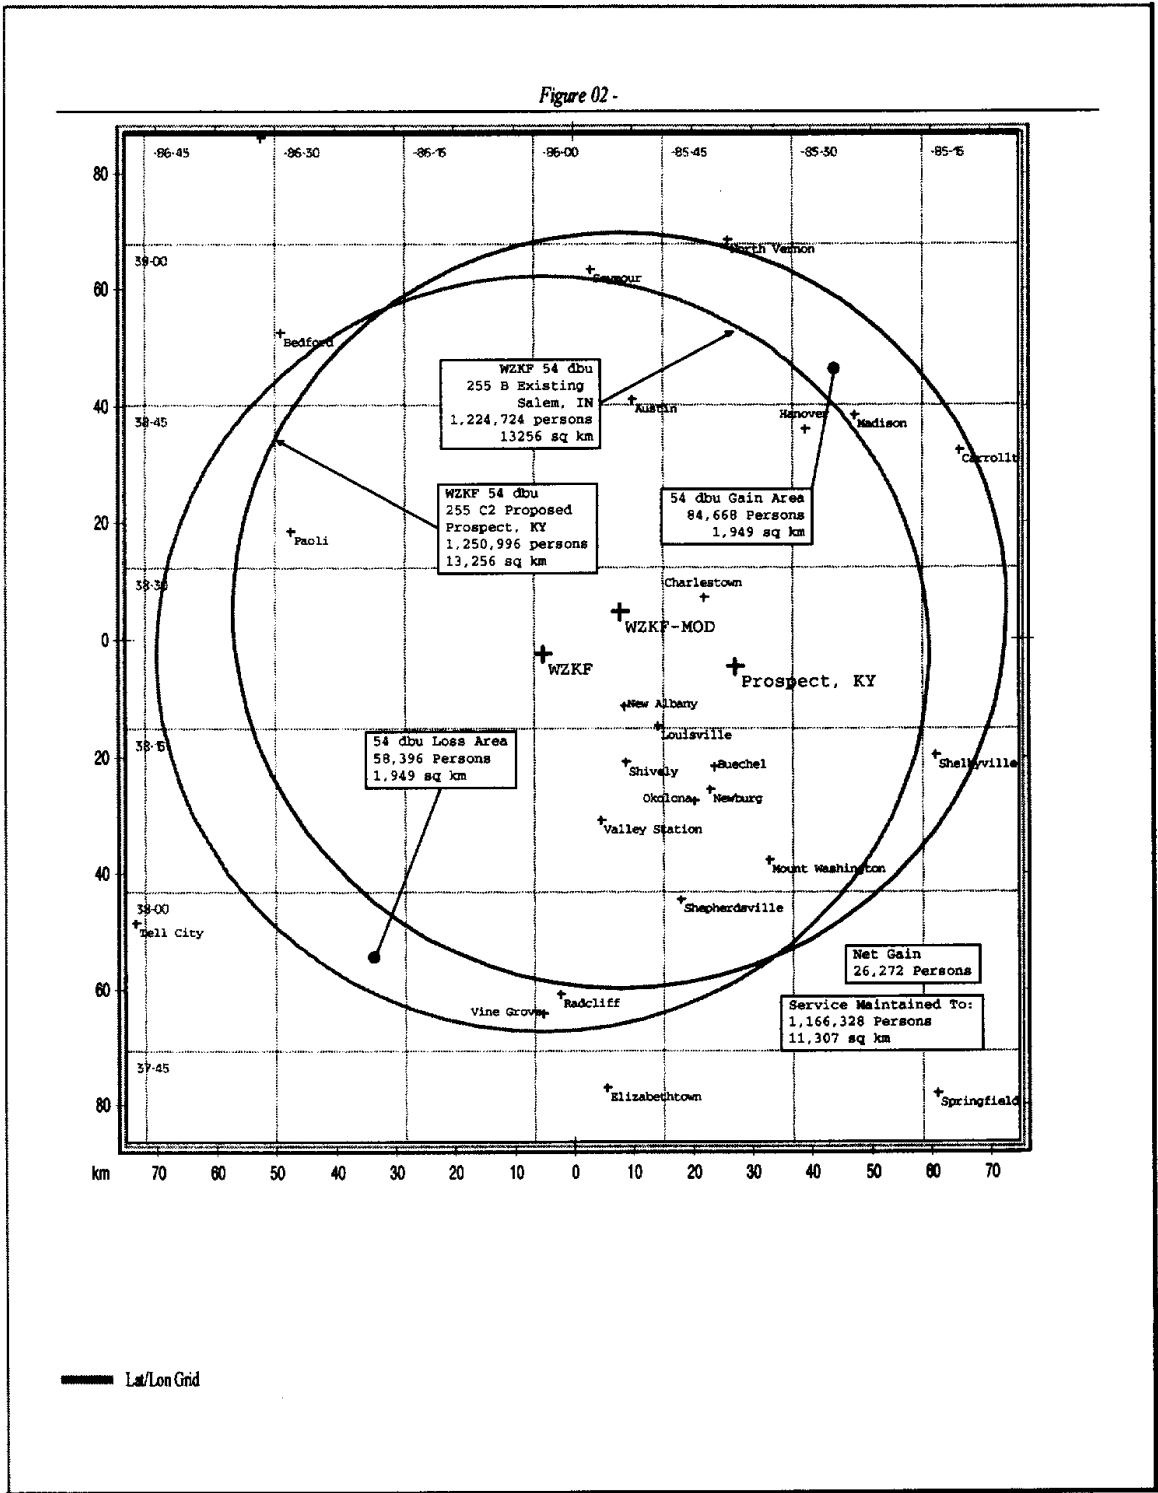 Figure 02 -
-86-45 -86-30 -86-15 -86-00 -85-45 -85-30 -85-15
80
North Vernon
39-00
Seymour
60
Bedford
WZKF 54 dbu
255 B Existing
Salem, IN
1,224,724 persons
13256 sq km
Austin
Hanover
Madison
40
38-45
Carrollt
WZKF 54 dbu
255 C2 Proposed
Prospect, KY
1,250,996 persons
13,256 sq km
54 dbu Gain Area
84,668 Persons
1,949 sq km
20
Paoli
38-30
Charlestown
WZKF-MOD
0
WZKF
Prospect, KY
New Albany
Louisville
38-15
54 dbu Loss Area
58,396 Persons
1,949 sq km
20
Shively
Buechel
Shelbyville
Okolona
Newburg
Valley Station
40
Mount Washington
38-00
Shepherdsville
Tell City
Net Gain
26,272 Persons
60
Radcliff
Vine Grove
Service Maintained To:
1,166,328 Persons
11,307 sq km
37-45
Elizabethtown
80
Springfield
km 70 60 50 40 30 20 10 0 10 20 30 40 50 60 70
Lat/Lon Grid